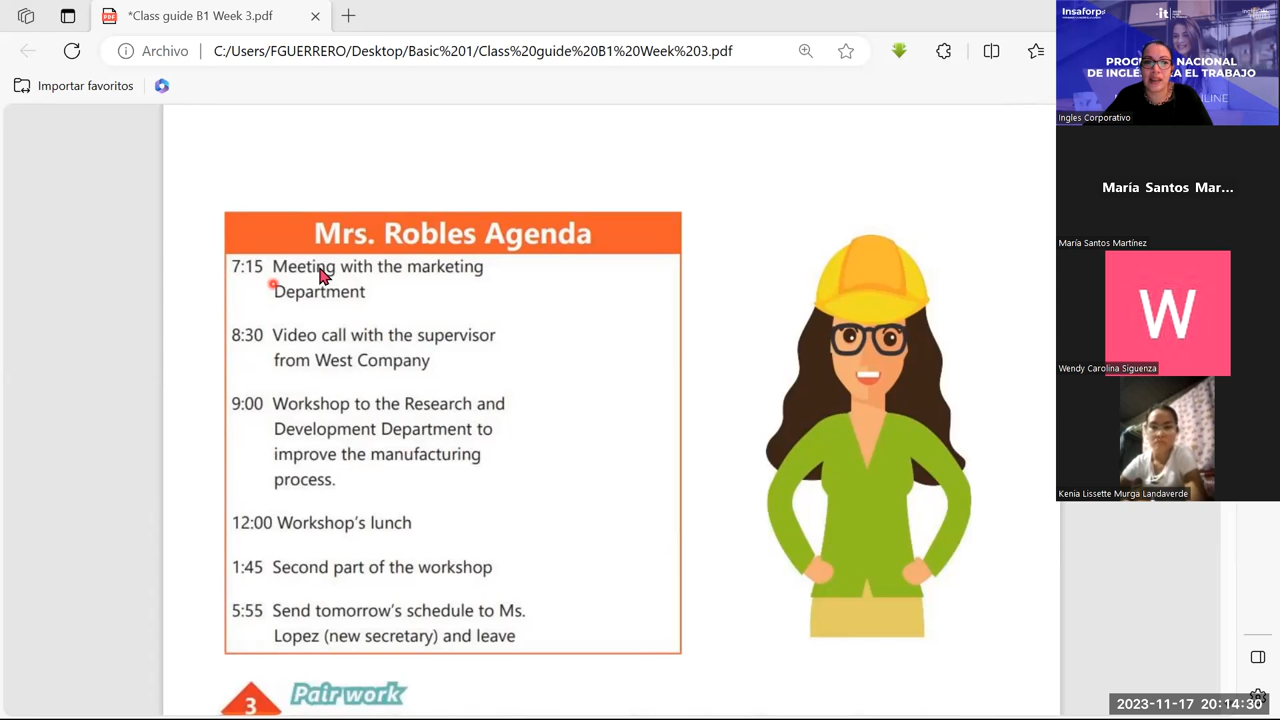 *Class guide B1 Week 3.pdf
Archivo
C:/Users/FGUERRERO/Desktop/Basic%201/Class%20guide%20B1%20Week%203.pdf
Importar favoritos
Mrs. Robles Agenda
7:15 Meeting with the marketing
Department
8:30 Video call with the supervisor
from West Company
9:00 Workshop to the Research and
Development Department to
improve the manufacturing
process.
12:00 Workshop's lunch
1:45 Second part of the workshop
5:55 Send tomorrow's schedule to Ms.
Lopez (new secretary) and leave
3
Pair work
Insaforp
it
Ingles Corporativo
María Santos Mar...
María Santos Martínez
W
Wendy Carolina Siguenza
Kenia Lissette Murga Landaverde
2023-11-17 20:14:30